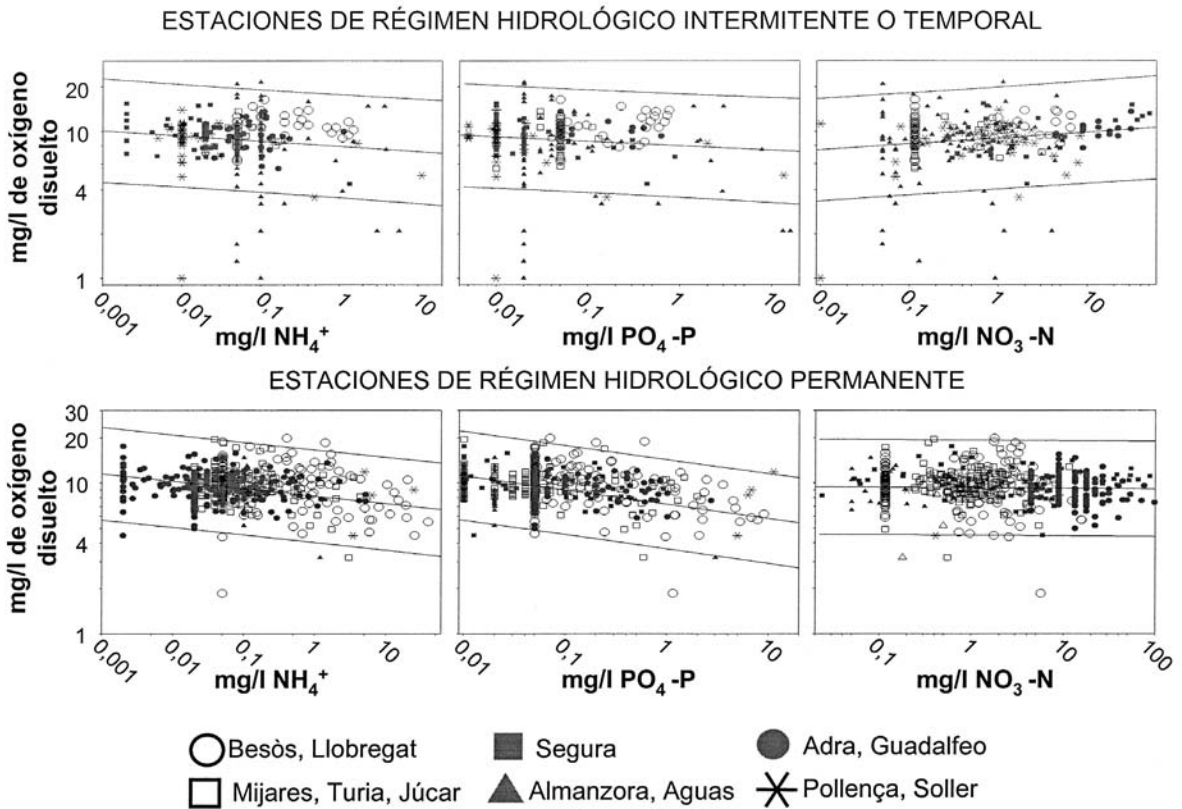 ESTACIONES DE RÉGIMEN HIDROLÓGICO INTERMITENTE O TEMPORAL
mg/l de oxígeno
disuelto
20
10
4
1
0,001
0,01
0,1
1
10
mg/l NH₄⁺
0,01
0,1
1
10
mg/l PO₄ -P
0,01
0,1
1
10
mg/l NO₃ -N
ESTACIONES DE RÉGIMEN HIDROLÓGICO PERMANENTE
mg/l de oxígeno
disuelto
30
20
10
4
1
0,001
0,01
0,1
1
10
mg/l NH₄⁺
0,01
0,1
1
10
mg/l PO₄ -P
0,1
1
10
100
mg/l NO₃ -N
Besòs, Llobregat
Segura
Adra, Guadalfeo
Mijares, Turia, Júcar
Almanzora, Aguas
Pollença, Soller